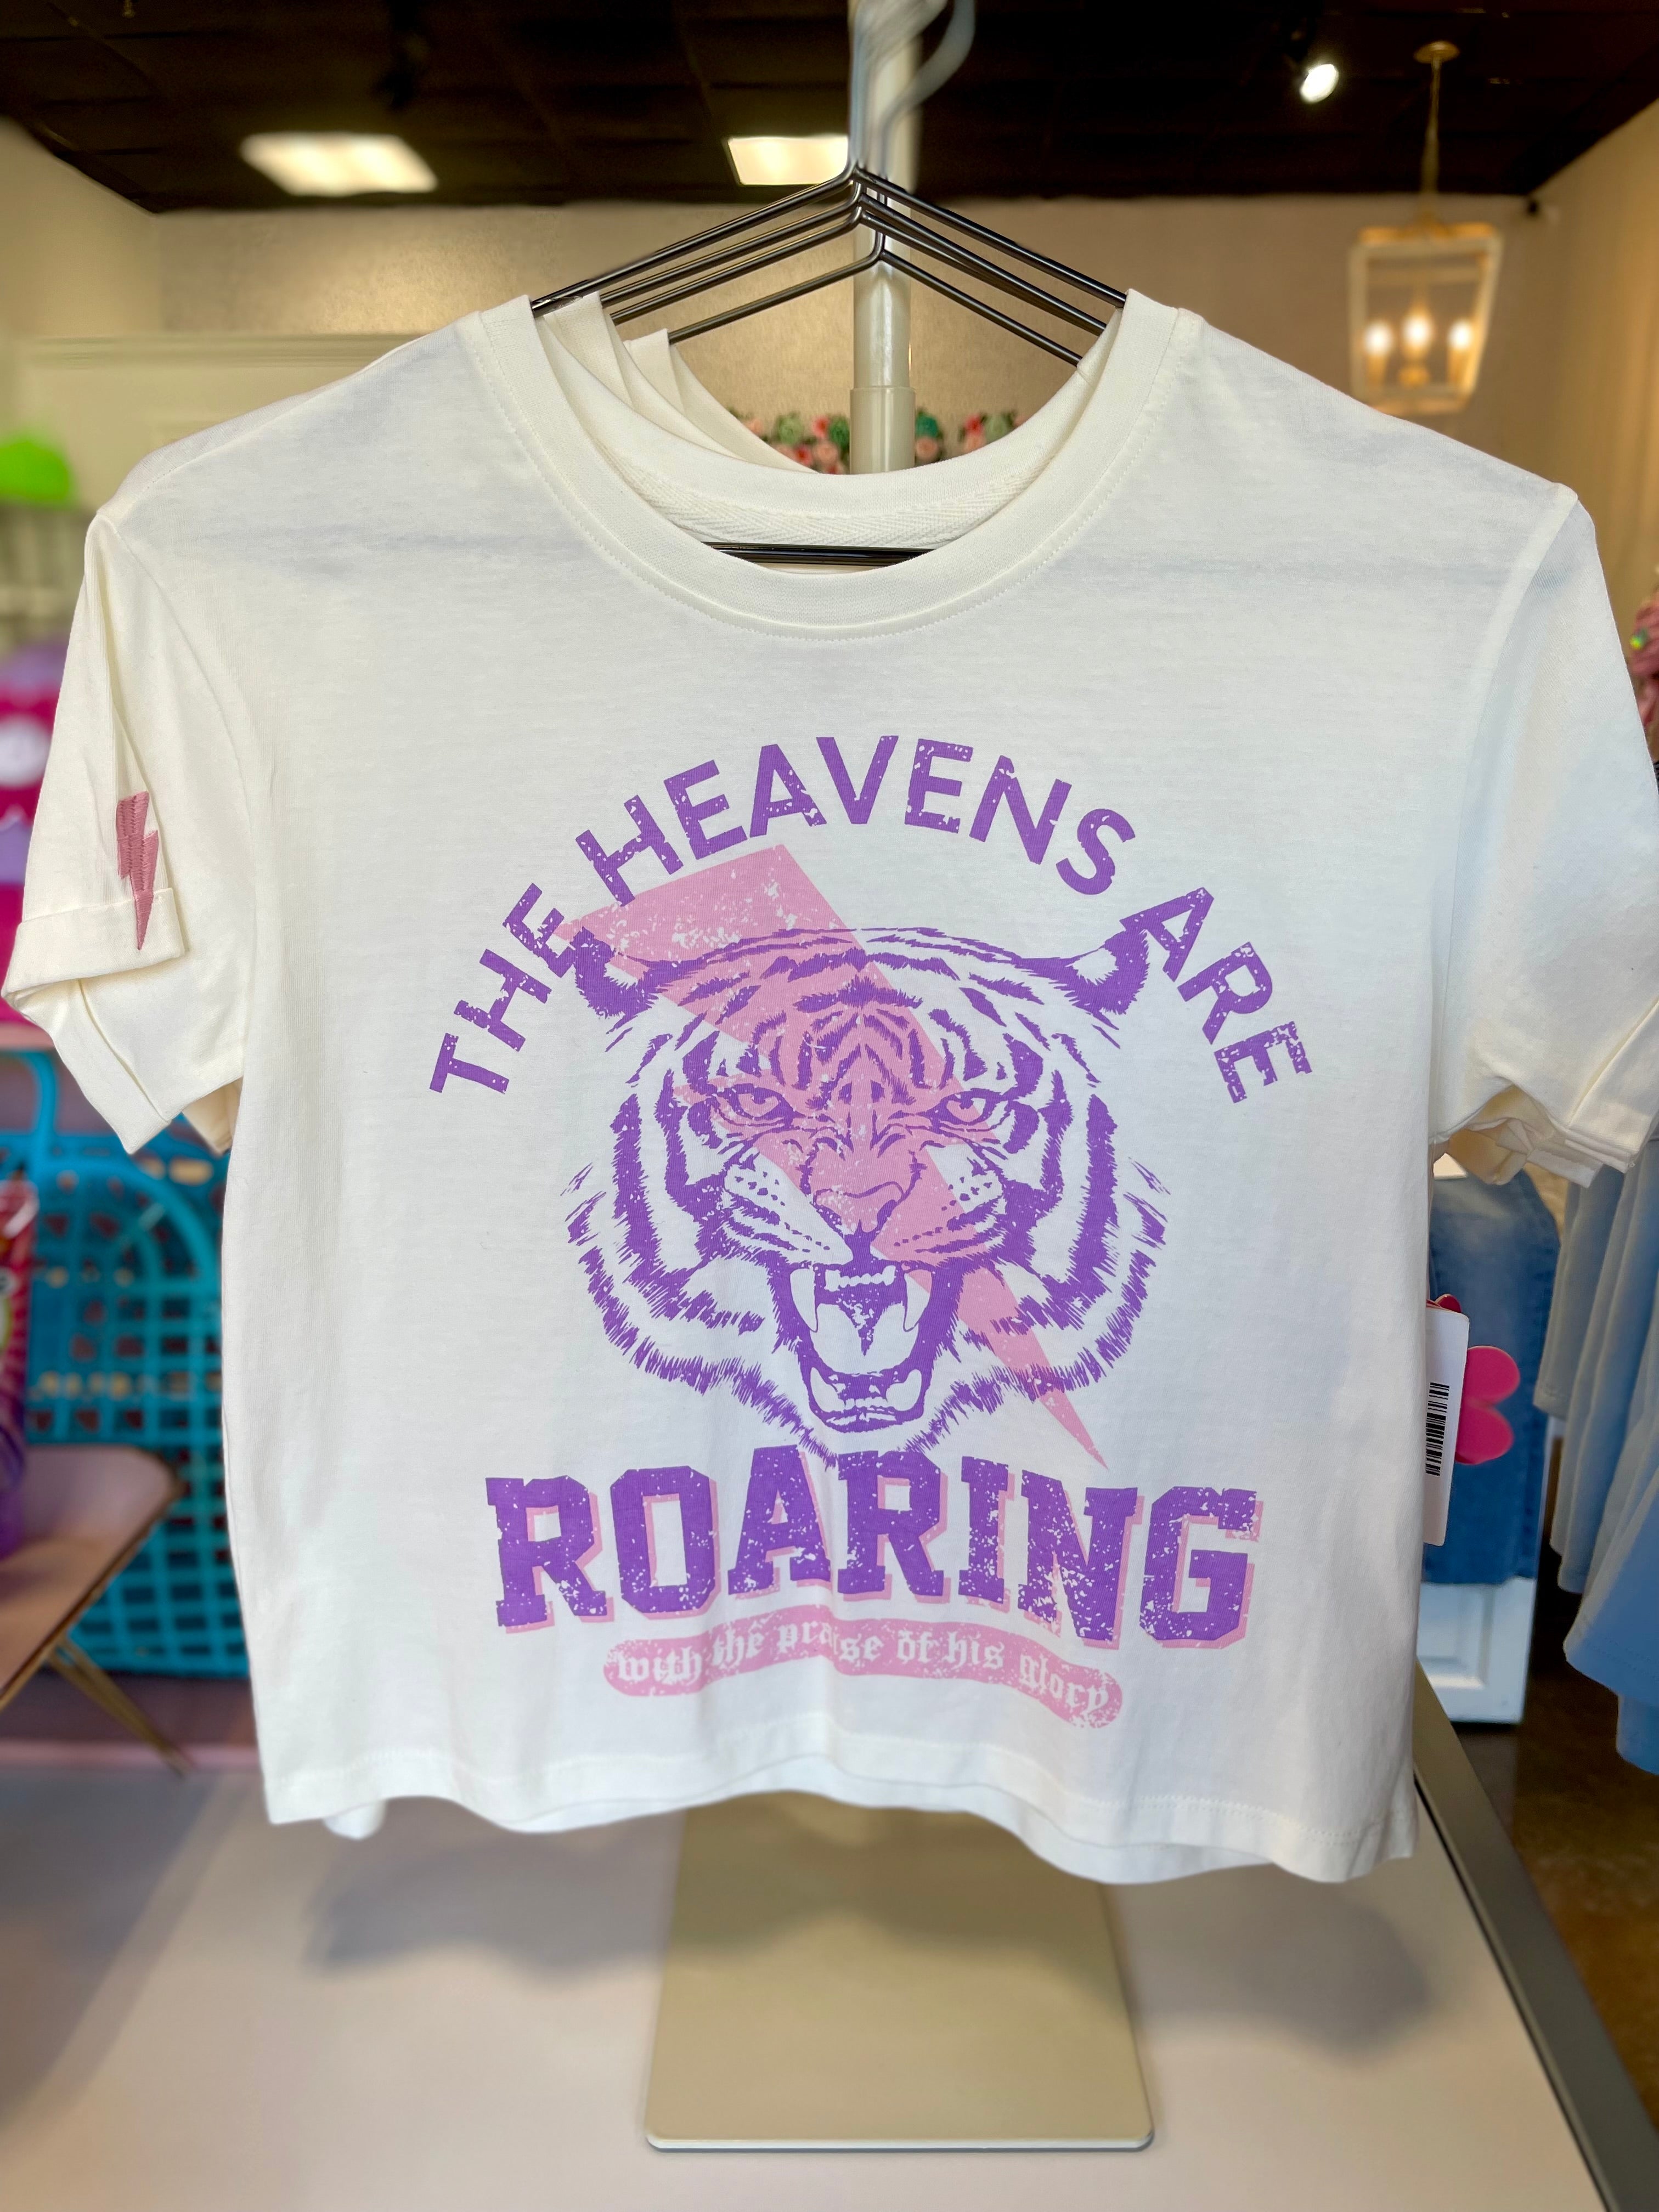 THE HEAVENS ARE
ROARING
with the praise of his glory